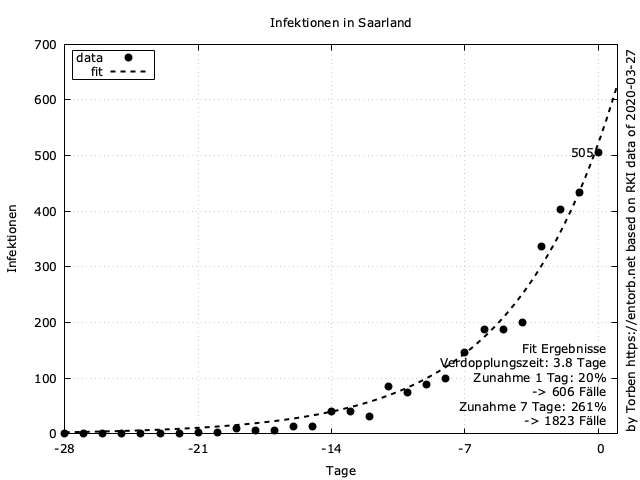 Infektionen in Saarland
700
600
500
400
300
200
100
0
Infektionen
data
fit
505
Fit Ergebnisse
Verdopplungszeit: 3.8 Tage
Zunahme 1 Tag: 20%
-> 606 Fälle
Zunahme 7 Tage: 261%
-> 1823 Fälle
-28
-21
-14
-7
0
Tage
by Torben https://entorb.net based on RKI data of 2020-03-27